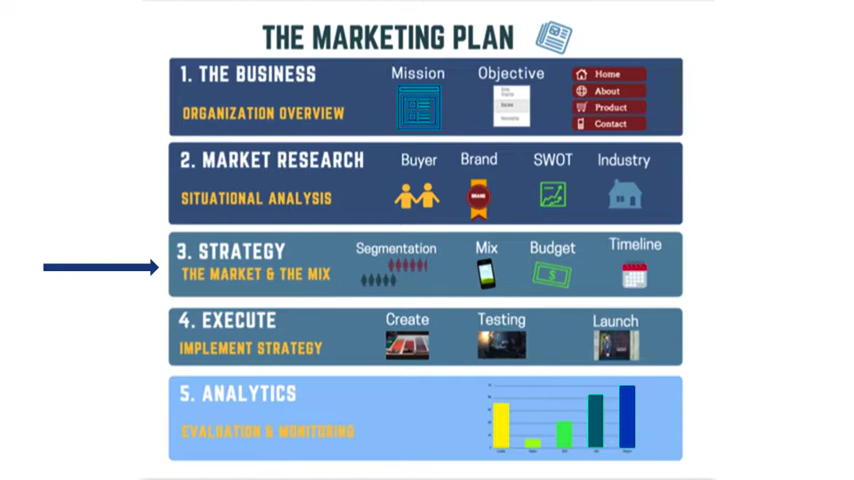 THE MARKETING PLAN
1. THE BUSINESS
ORGANIZATION OVERVIEW
Mission
Objective
Home
About
Product
Contact
2. MARKET RESEARCH
SITUATIONAL ANALYSIS
Buyer
Brand
SWOT
Industry
3. STRATEGY
THE MARKET & THE MIX
Segmentation
Mix
Budget
Timeline
4. EXECUTE
IMPLEMENT STRATEGY
Create
Testing
Launch
5. ANALYTICS
EVALUATION & MONITORING